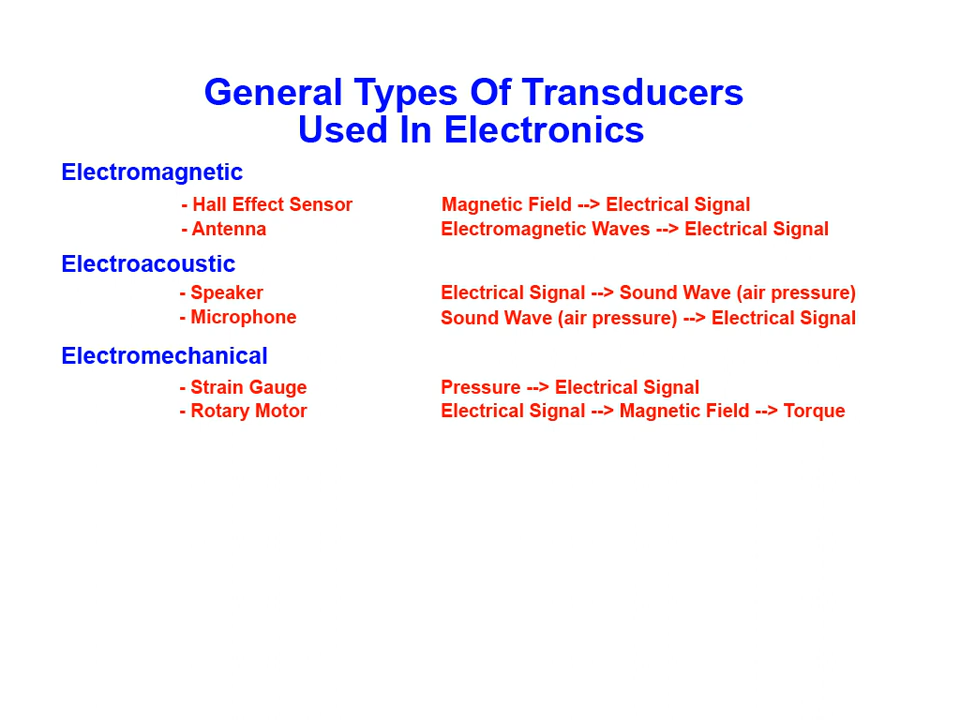 General Types Of Transducers
Used In Electronics
Electromagnetic
- Hall Effect Sensor Magnetic Field --> Electrical Signal
- Antenna Electromagnetic Waves --> Electrical Signal
Electroacoustic
- Speaker Electrical Signal --> Sound Wave (air pressure)
- Microphone Sound Wave (air pressure) --> Electrical Signal
Electromechanical
- Strain Gauge Pressure --> Electrical Signal
- Rotary Motor Electrical Signal --> Magnetic Field --> Torque